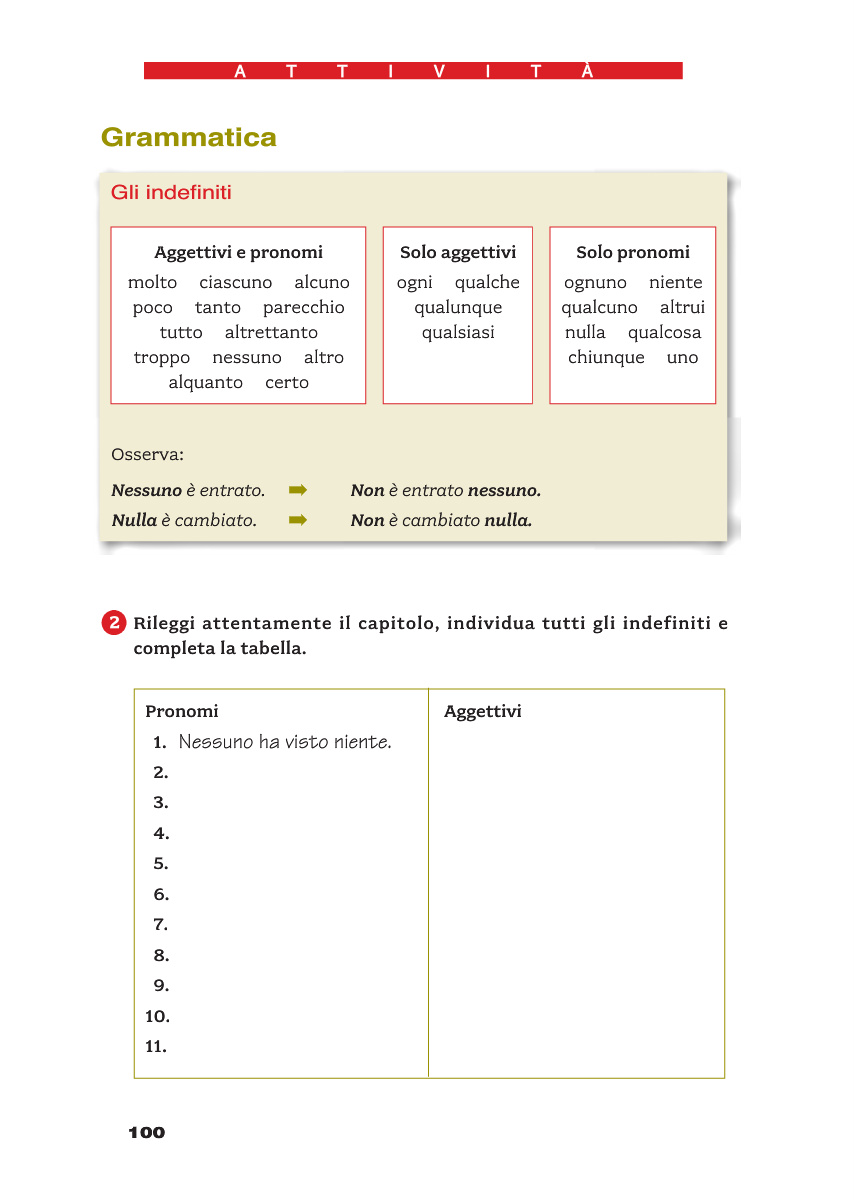 A T T I V I T À
Grammatica
Gli indefiniti
Aggettivi e pronomi
molto ciascuno alcuno
poco tanto parecchio
tutto altrettanto
troppo nessuno altro
alquanto certo
Solo aggettivi
ogni qualche
qualunque
qualsiasi
Solo pronomi
ognuno niente
qualcuno altrui
nulla qualcosa
chiunque uno
Osserva:
Nessuno è entrato. ➡ Non è entrato nessuno.
Nulla è cambiato. ➡ Non è cambiato nulla.
2 Rileggi attentamente il capitolo, individua tutti gli indefiniti e
completa la tabella.
Pronomi
1. Nessuno ha visto niente.
2.
3.
4.
5.
6.
7.
8.
9.
10.
11.
Aggettivi
100